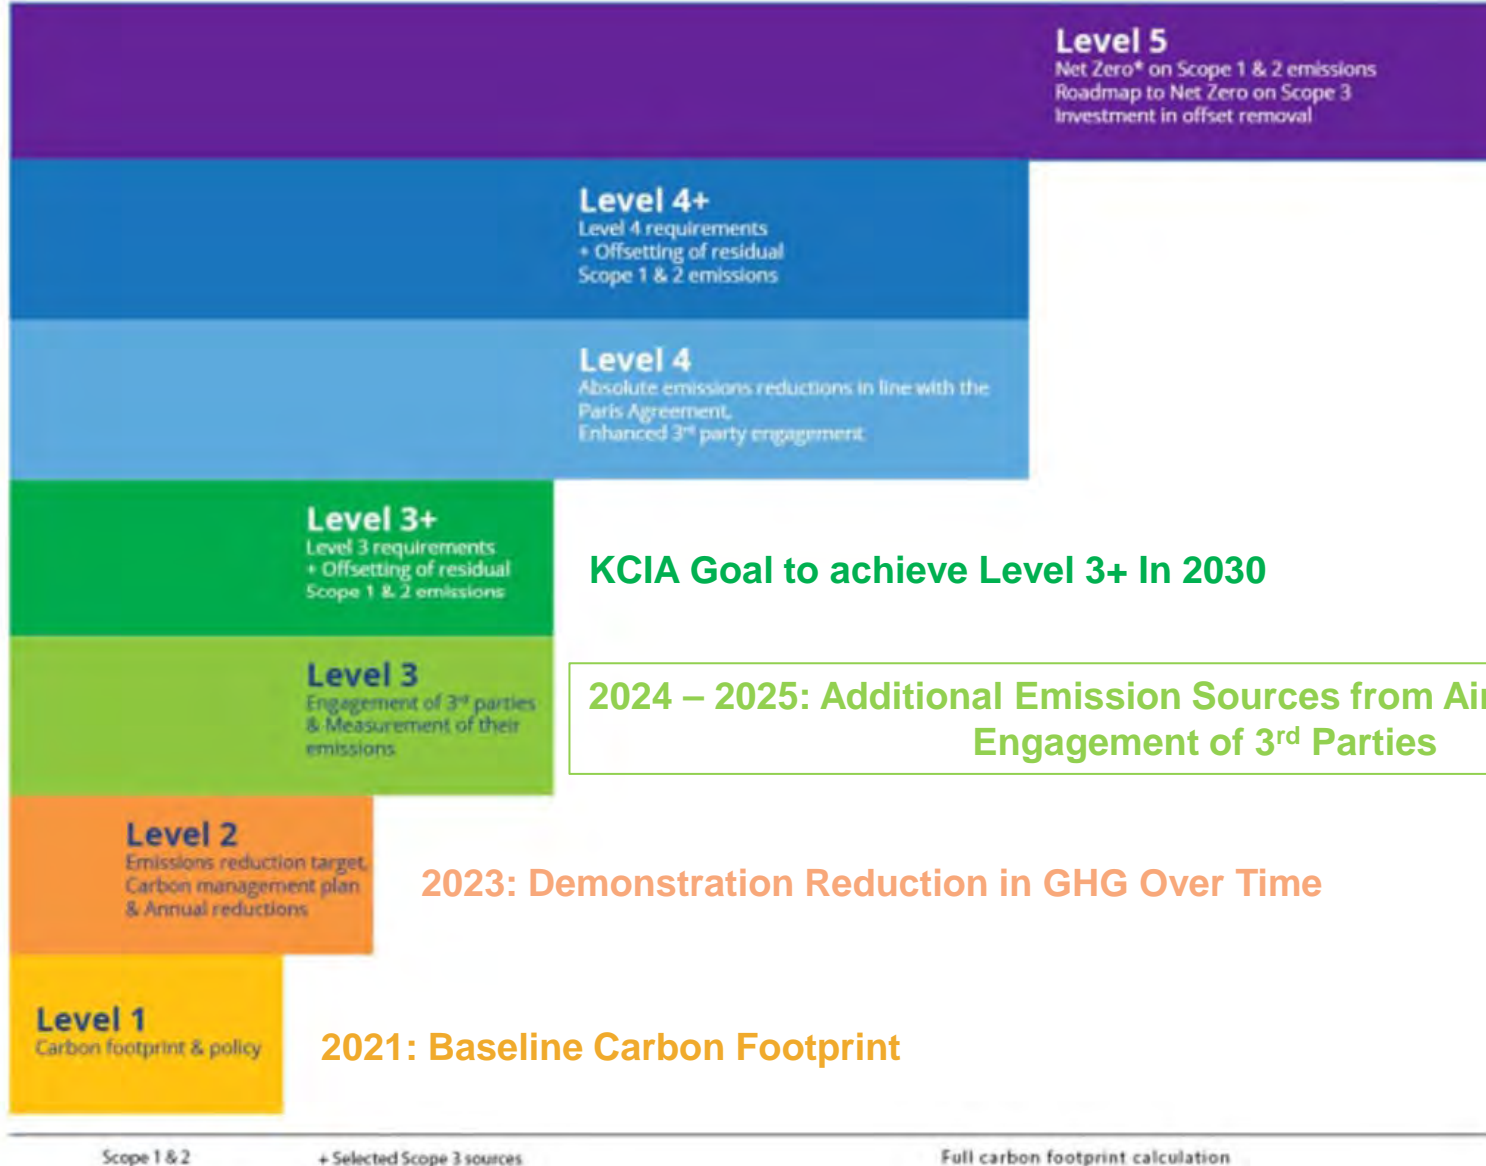 Level 5
Net Zero* on Scope 1 & 2 emissions
Roadmap to Net Zero on Scope 3
Investment in offset removal
Level 4+
Level 4 requirements
+ Offsetting of residual
Scope 1 & 2 emissions
Level 4
Absolute emissions reductions in line with the
Paris Agreement,
Enhanced 3rd party engagement
Level 3+
Level 3 requirements
+ Offsetting of residual
Scope 1 & 2 emissions
KCIA Goal to achieve Level 3+ In 2030
Level 3
Engagement of 3rd parties
& Measurement of their
emissions
2024 – 2025: Additional Emission Sources from
Engagement of 3rd Parties
Level 2
Emissions reduction target,
Carbon management plan
& Annual reductions
2023: Demonstration Reduction in GHG Over Time
Level 1
Carbon footprint & policy
2021: Baseline Carbon Footprint
Scope 1 & 2
+ Selected Scope 3 sources
Full carbon footprint calculation